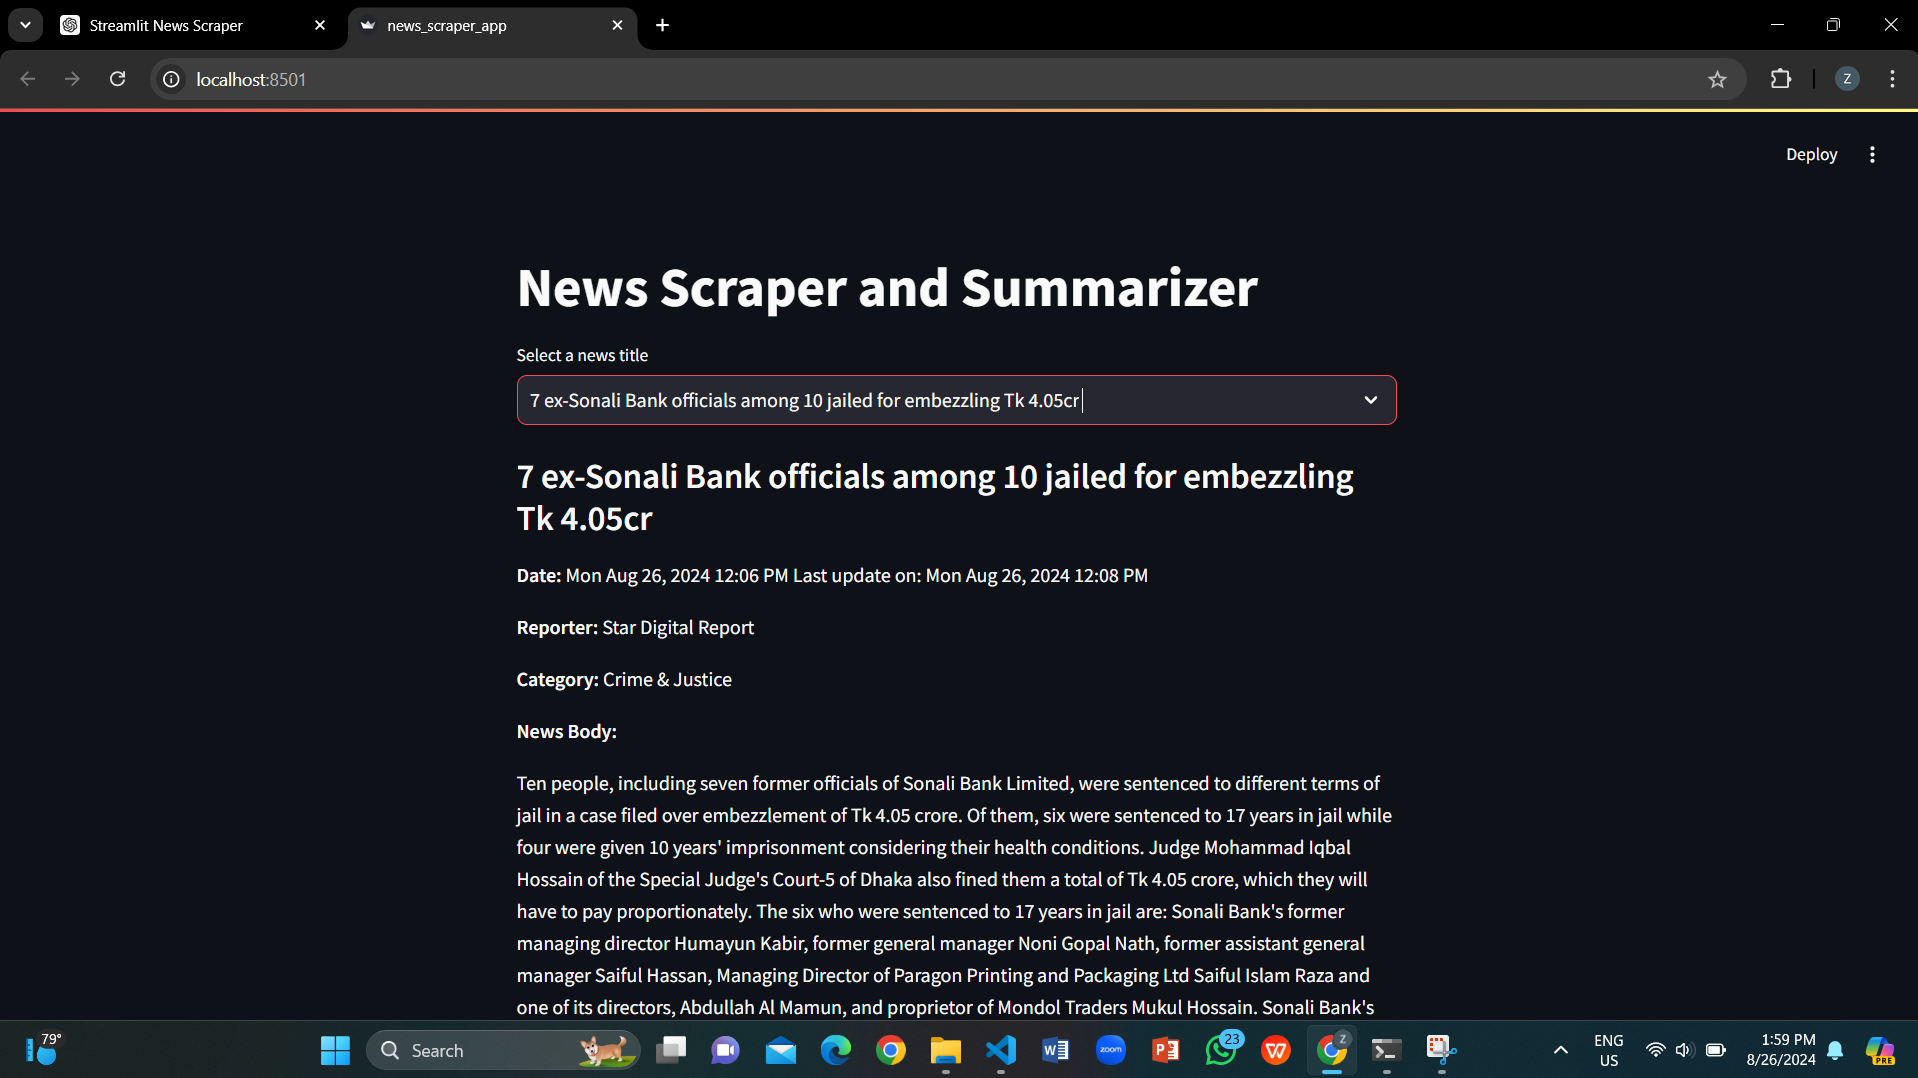 Streamlit News Scraper
news_scraper_app
localhost:8501
Z
Deploy
News Scraper and Summarizer
Select a news title
7 ex-Sonali Bank officials among 10 jailed for embezzling Tk 4.05cr
7 ex-Sonali Bank officials among 10 jailed for embezzling
Tk 4.05cr
Date: Mon Aug 26, 2024 12:06 PM Last update on: Mon Aug 26, 2024 12:08 PM
Reporter: Star Digital Report
Category: Crime & Justice
News Body:
Ten people, including seven former officials of Sonali Bank Limited, were sentenced to different terms of
jail in a case filed over embezzlement of Tk 4.05 crore. Of them, six were sentenced to 17 years in jail while
four were given 10 years' imprisonment considering their health conditions. Judge Mohammad Iqbal
Hossain of the Special Judge's Court-5 of Dhaka also fined them a total of Tk 4.05 crore, which they will
have to pay proportionately. The six who were sentenced to 17 years in jail are: Sonali Bank's former
managing director Humayun Kabir, former general manager Noni Gopal Nath, former assistant general
manager Saiful Hassan, Managing Director of Paragon Printing and Packaging Ltd Saiful Islam Raza and
one of its directors, Abdullah Al Mamun, and proprietor of Mondol Traders Mukul Hossain. Sonali Bank's
79°
Search
W
zoom
P
23
W
Z
ENG
US
1:59 PM
8/26/2024
PRE